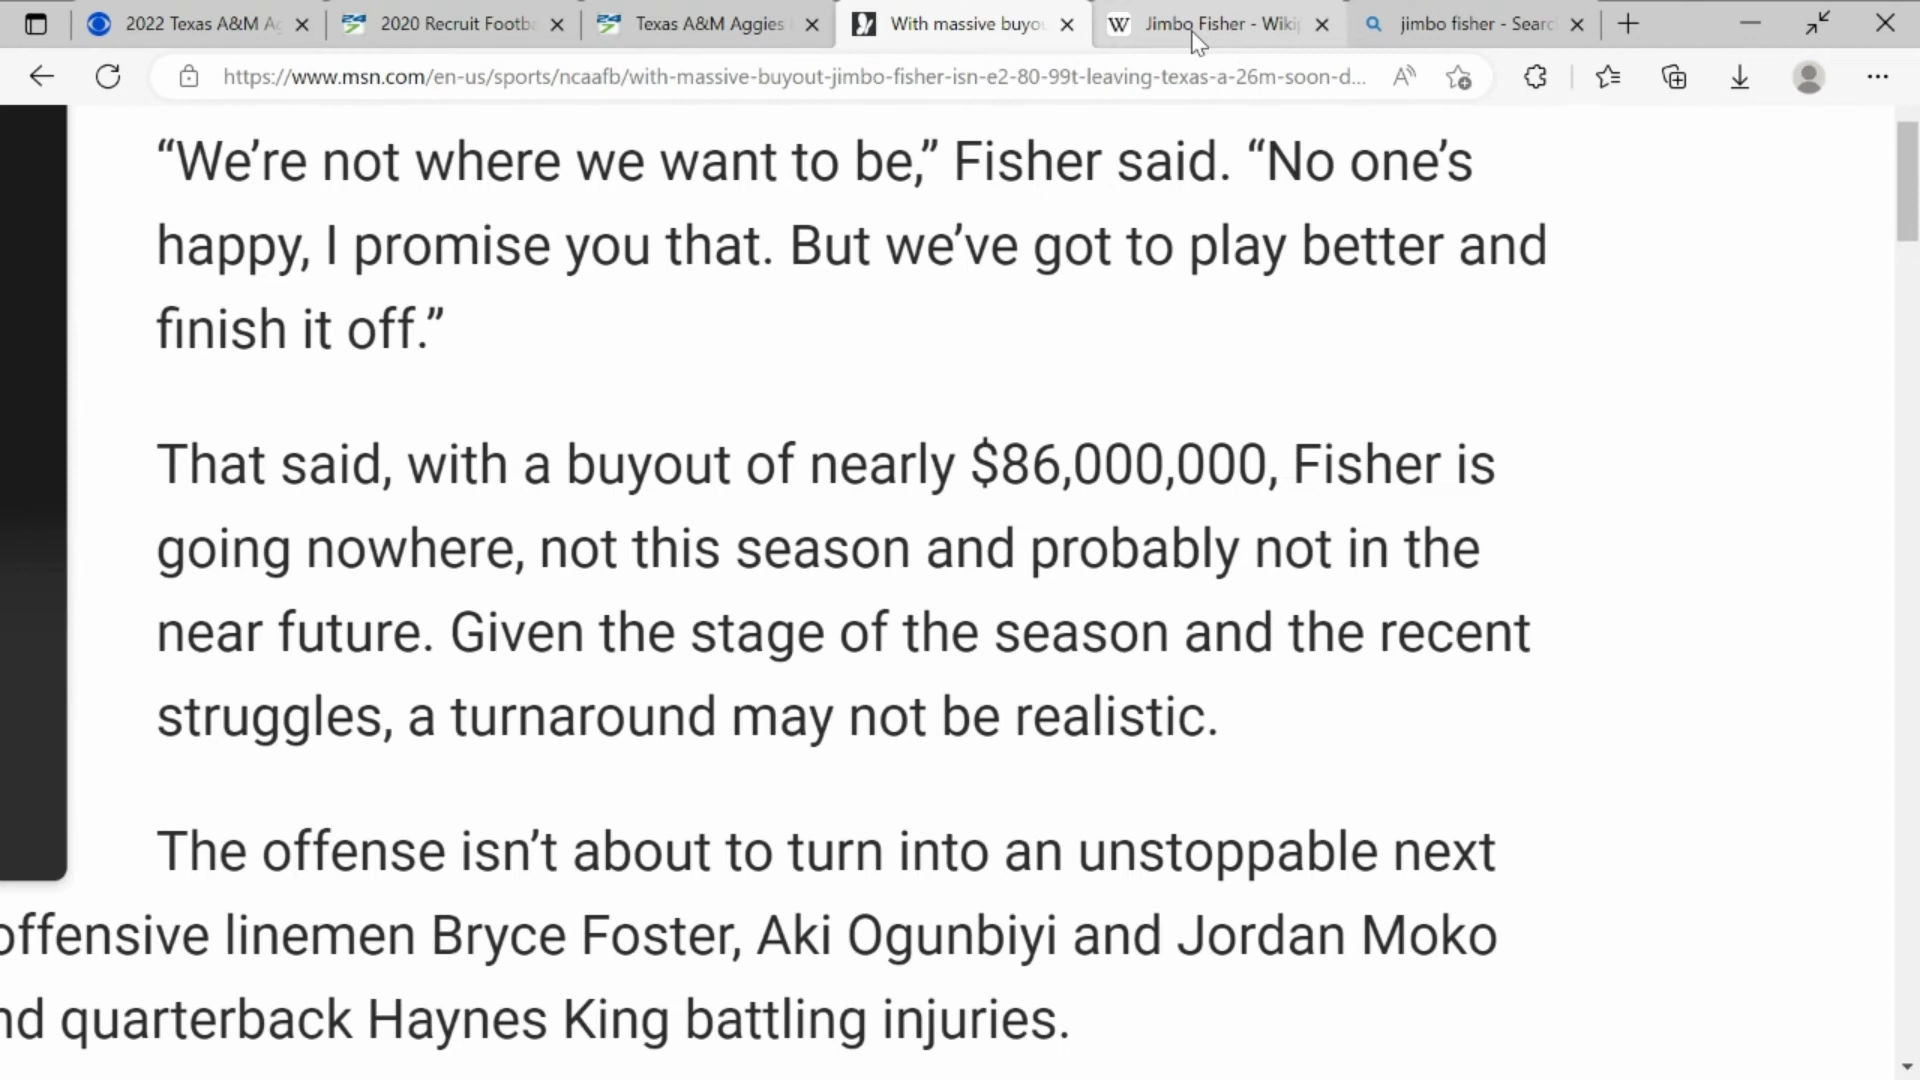 2022 Texas A&M Ag
2020 Recruit Footba
Texas A&M Aggies
With massive buyou
W
Jimbo Fisher - Wiki
jimbo fisher - Searc
https://www.msn.com/en-us/sports/ncaafb/with-massive-buyout-jimbo-fisher-isn-e2-80-99t-leaving-texas-a-26m-soon-d...
“We’re not where we want to be,” Fisher said. “No one’s
happy, I promise you that. But we’ve got to play better and
finish it off.”
That said, with a buyout of nearly $86,000,000, Fisher is
going nowhere, not this season and probably not in the
near future. Given the stage of the season and the recent
struggles, a turnaround may not be realistic.
The offense isn’t about to turn into an unstoppable next
offensive linemen Bryce Foster, Aki Ogunbiyi and Jordan Moko
nd quarterback Haynes King battling injuries.